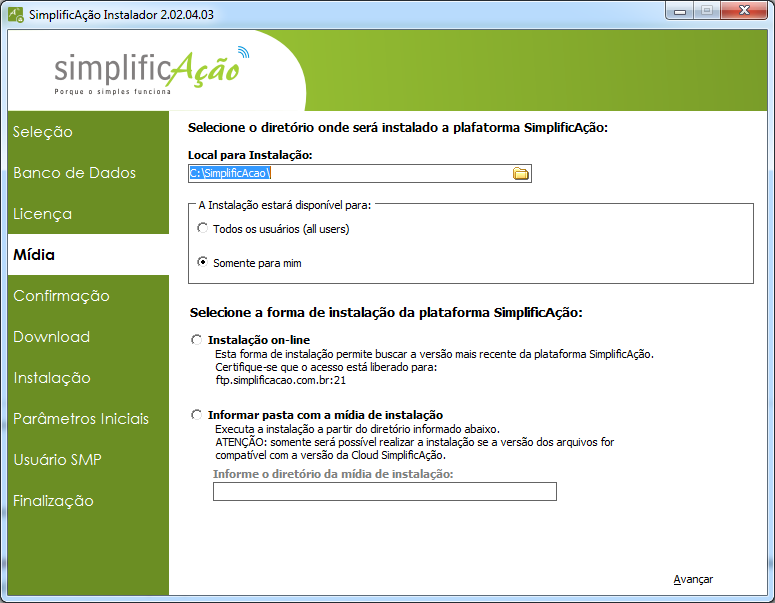 SimplificAção Instalador 2.02.04.03
simplificAção
Porque o simples funciona
Seleção
Banco de Dados
Licença
Mídia
Confirmação
Download
Instalação
Parâmetros Iniciais
Usuário SMP
Finalização
Selecione o diretório onde será instalado a plafatorma SimplificAção:
Local para Instalação:
C:\SimplificAcao\
A Instalação estará disponível para:
Todos os usuários (all users)
Somente para mim
Selecione a forma de instalação da plataforma SimplificAção:
Instalação on-line
Esta forma de instalação permite buscar a versão mais recente da plataforma SimplificAção.
Certifique-se que o acesso está liberado para:
ftp.simplificacao.com.br:21
Informar pasta com a mídia de instalação
Executa a instalação a partir do diretório informado abaixo.
ATENÇÃO: somente será possível realizar a instalação se a versão dos arquivos for
compatível com a versão da Cloud SimplificAção.
Informe o diretório da mídia de instalação:
Avançar